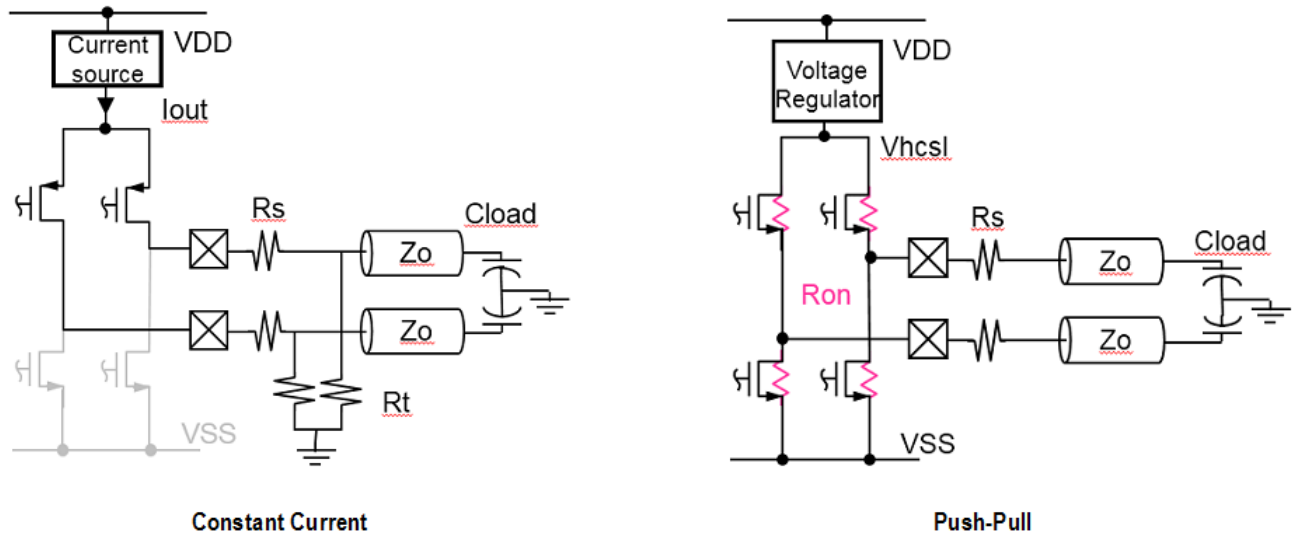 Current
source
VDD
Iout
Rs
Cload
Zo
Zo
Rt
VSS
Constant Current
Voltage
Regulator
VDD
Vhcsl
Rs
Cload
Zo
Ron
Zo
VSS
Push-Pull